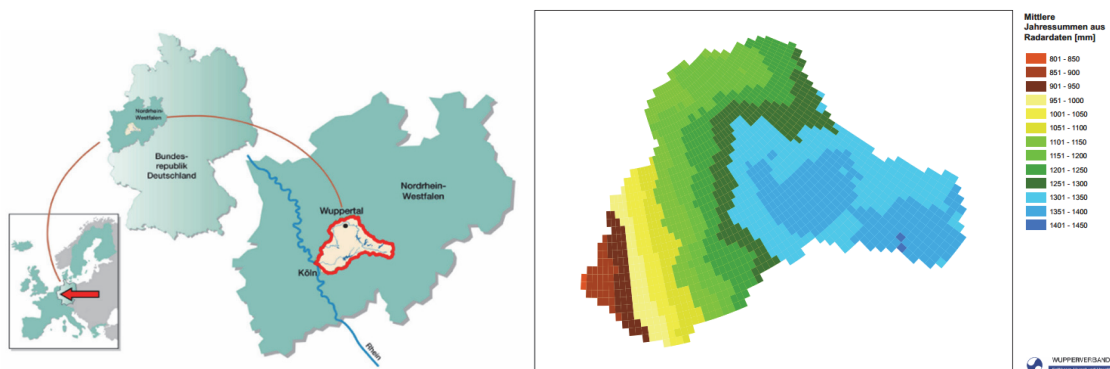 Nordrhein-
Westfalen
Bundes-
republik
Deutschland
Nordrhein-
Westfalen
Wuppertal
Köln
Rhein
Mittlere
Jahressummen aus
Radardaten [mm]
801 - 850
851 - 900
901 - 950
951 - 1000
1001 - 1050
1051 - 1100
1101 - 1150
1151 - 1200
1201 - 1250
1251 - 1300
1301 - 1350
1351 - 1400
1401 - 1450
WUPPERVERBAND